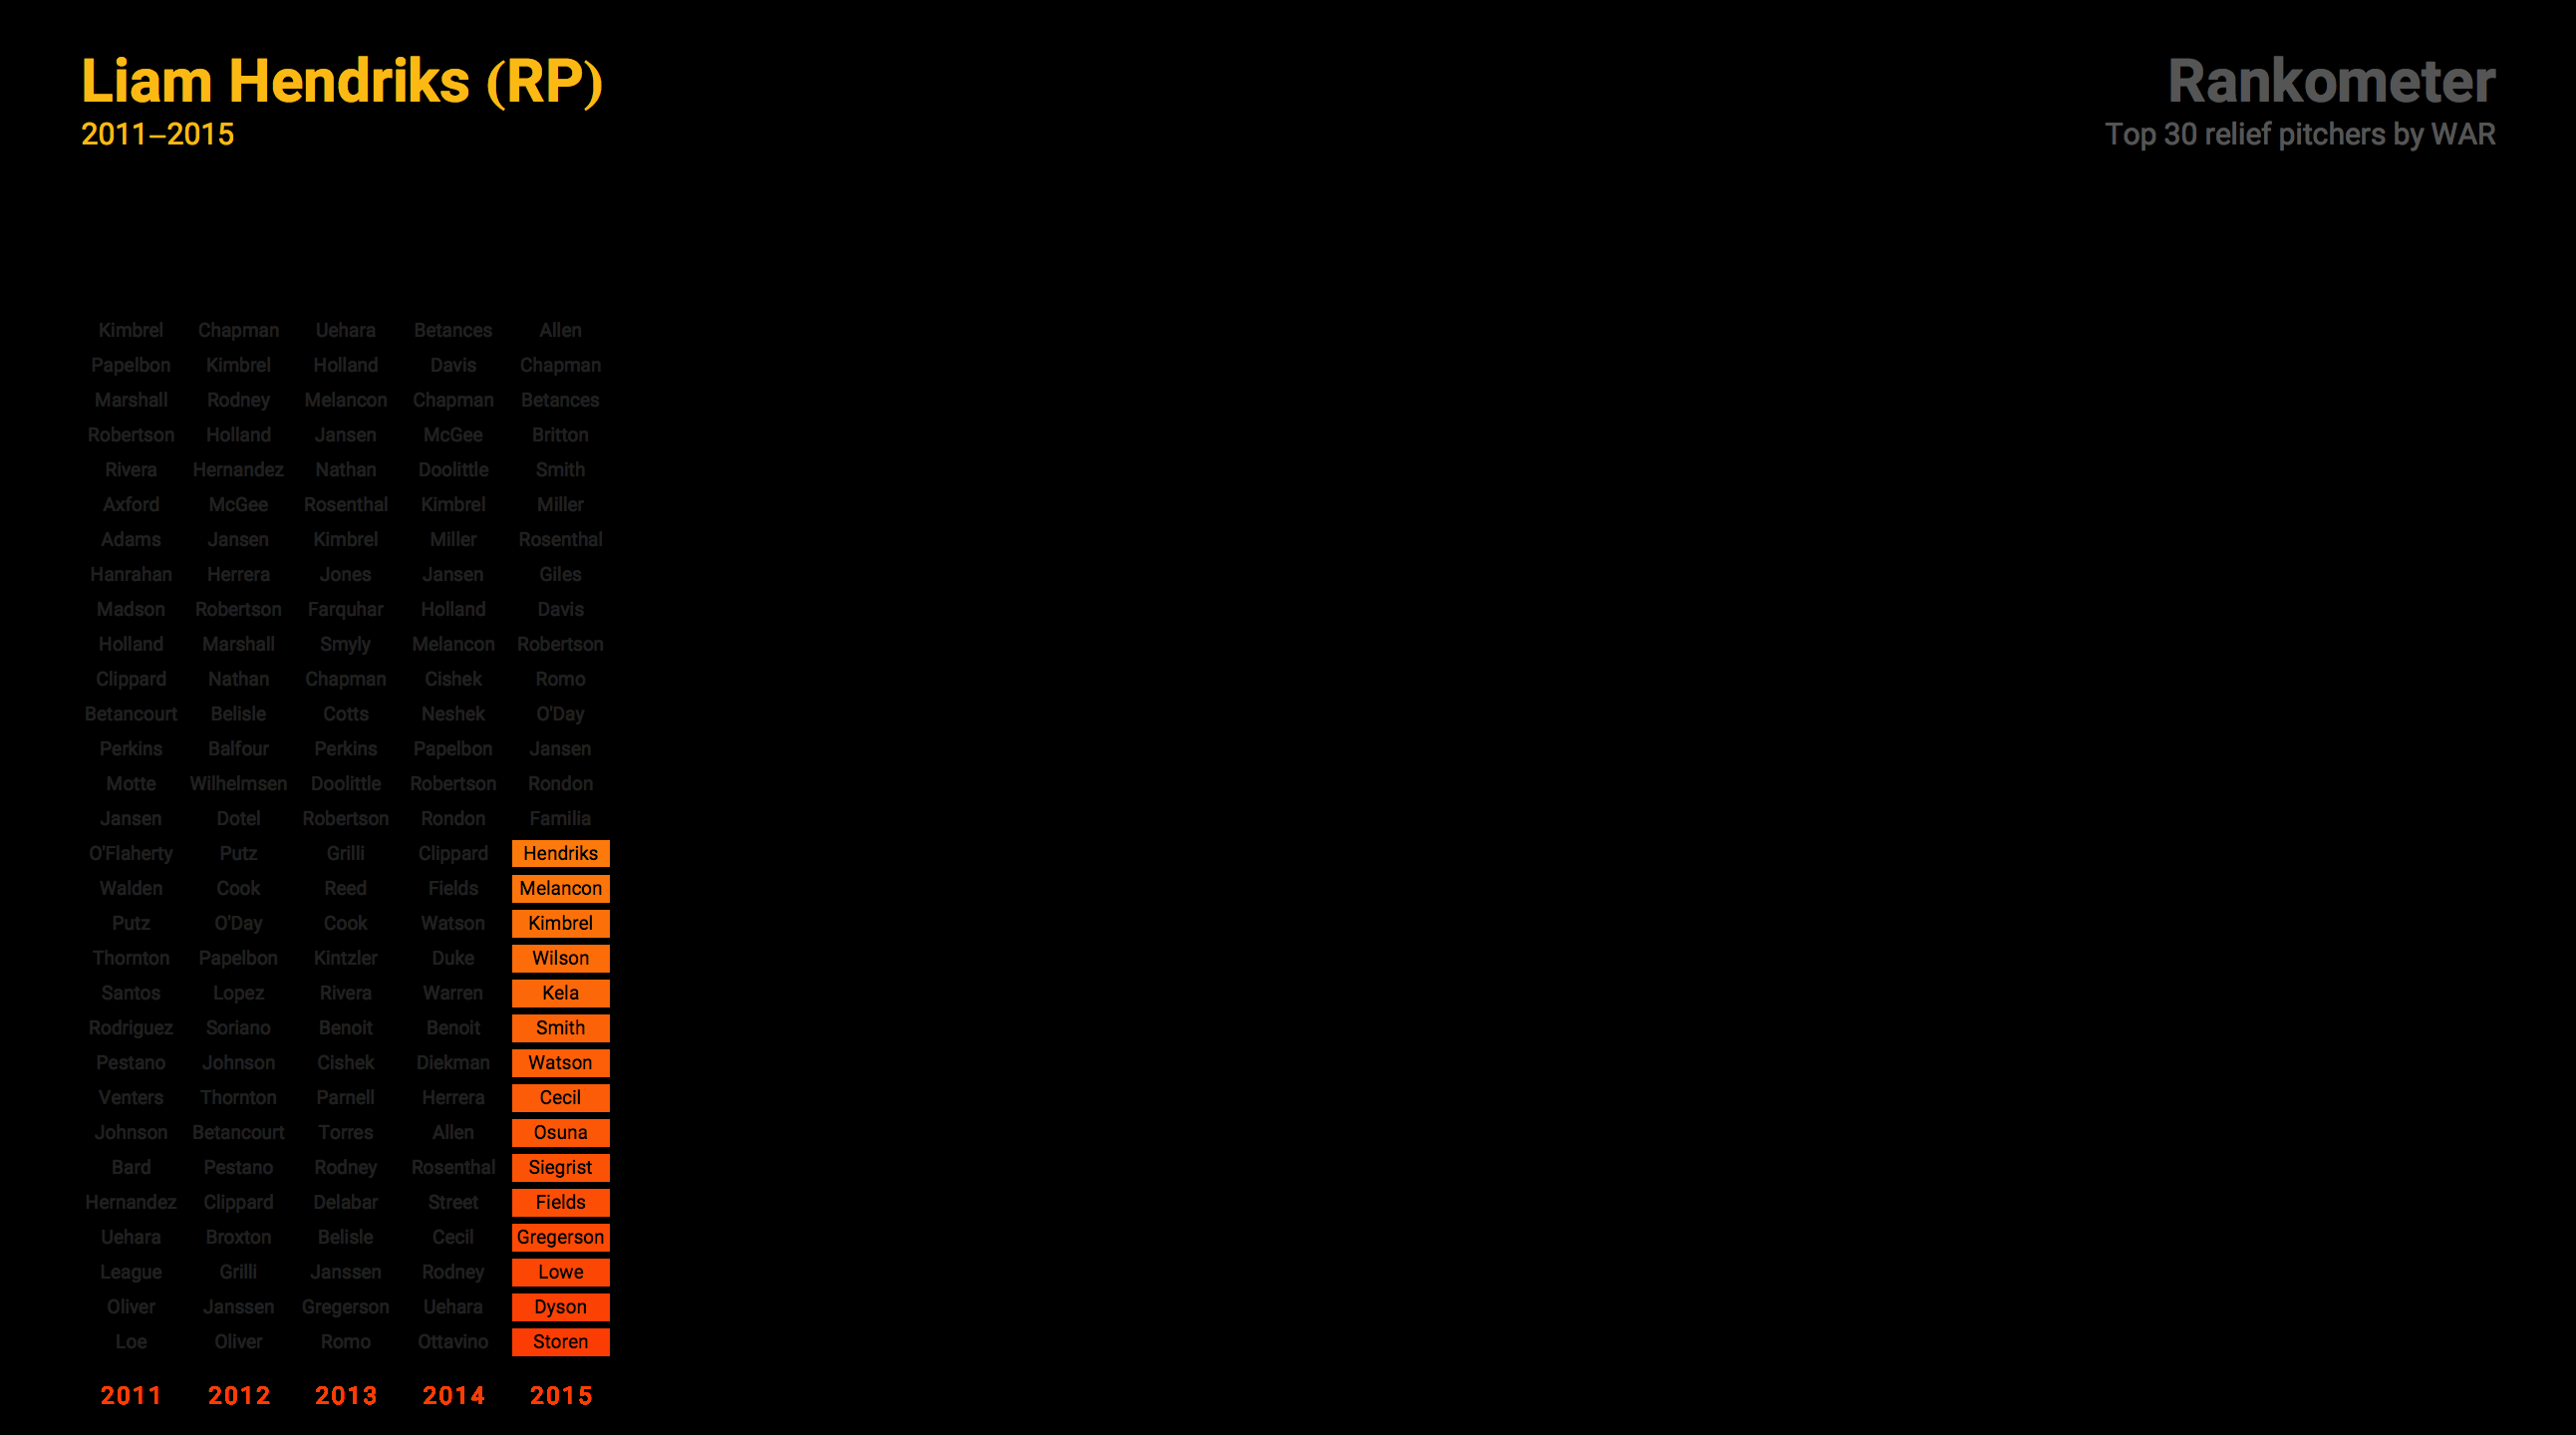 Liam Hendriks (RP)
2011–2015
Rankometer
Top 30 relief pitchers by WAR
Kimbrel Chapman Uehara Betances Allen
Papelbon Kimbrel Holland Davis Chapman
Marshall Rodney Melancon Chapman Betances
Robertson Holland Jansen McGee Britton
Rivera Hernandez Nathan Doolittle Smith
Axford McGee Rosenthal Kimbrel Miller
Adams Jansen Kimbrel Miller Rosenthal
Hanrahan Herrera Jones Jansen Giles
Madson Robertson Farquhar Holland Davis
Holland Marshall Smyly Melancon Robertson
Clippard Nathan Chapman Cishek Romo
Betancourt Belisle Cotts Neshek O'Day
Perkins Balfour Perkins Papelbon Jansen
Motte Wilhelmsen Doolittle Robertson Rondon
Jansen Dotel Robertson Rondon Familia
O'Flaherty Putz Grilli Clippard Hendriks
Walden Cook Reed Fields Melancon
Putz O'Day Cook Watson Kimbrel
Thornton Papelbon Kintzler Duke Wilson
Santos Lopez Rivera Warren Kela
Rodriguez Soriano Benoit Benoit Smith
Pestano Johnson Cishek Diekman Watson
Venters Thornton Parnell Herrera Cecil
Johnson Betancourt Torres Allen Osuna
Bard Pestano Rodney Rosenthal Siegrist
Hernandez Clippard Delabar Street Fields
Uehara Broxton Belisle Cecil Gregerson
League Grilli Janssen Rodney Lowe
Oliver Janssen Gregerson Uehara Dyson
Loe Oliver Romo Ottavino Storen
2011 2012 2013 2014 2015